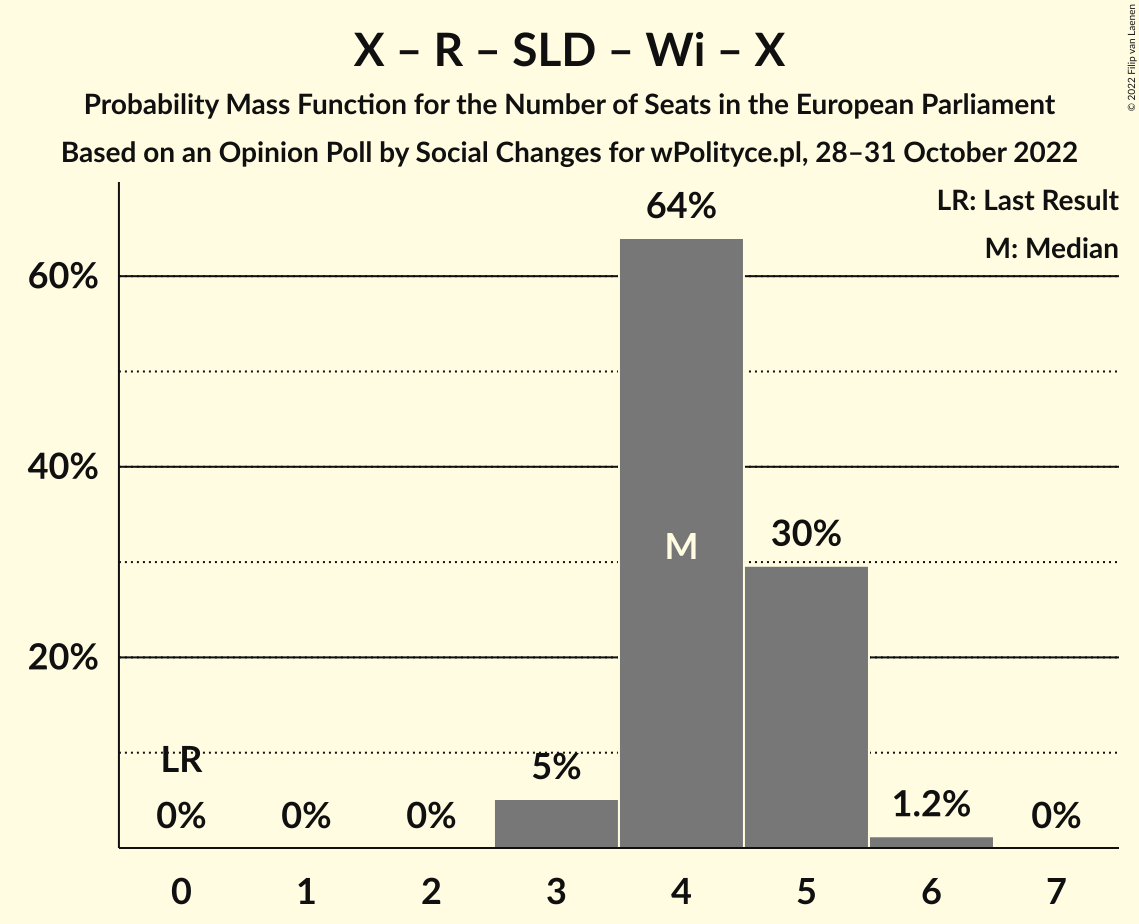 X – R – SLD – Wi – X
Probability Mass Function for the Number of Seats in the European Parliament
Based on an Opinion Poll by Social Changes for wPolityce.pl, 28–31 October 2022
© 2022 Filip van Laenen
LR: Last Result
M: Median
64%
60%
40%
30%
M
20%
LR
5%
1.2%
0%
0%
0%
0%
0 1 2 3 4 5 6 7